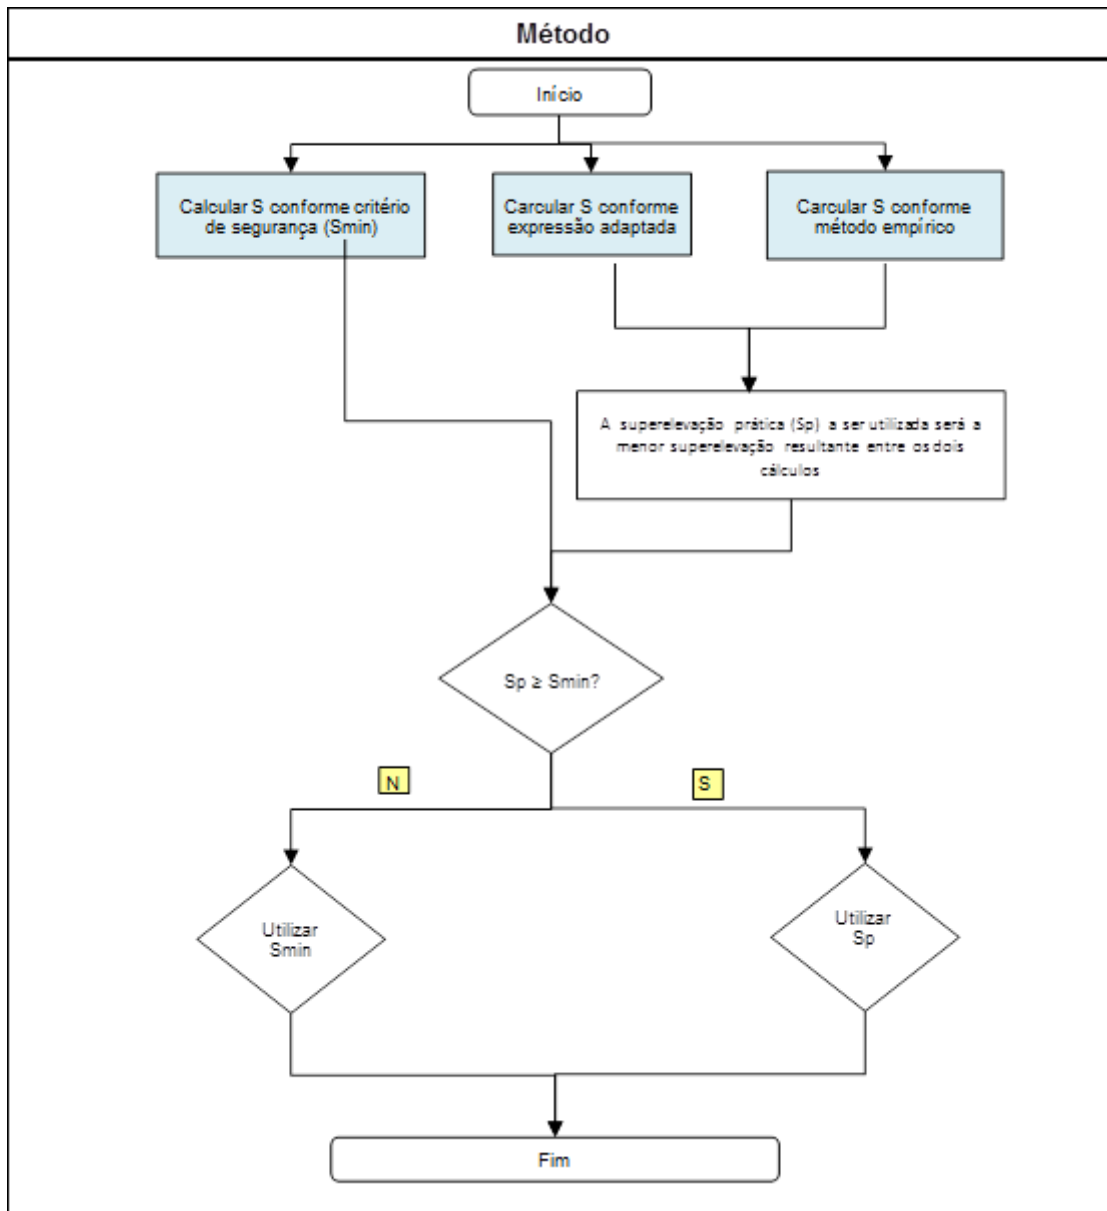 Método
Início
Calcular S conforme critério
de segurança (Smin)
Carcular S conforme
expressão adaptada
Carcular S conforme
método empírico
A superelevação prática (Sp) a ser utilizada será a
menor superelevação resultante entre os dois
cálculos
Sp ≥ Smin?
N
S
Utilizar
Smin
Utilizar
Sp
Fim